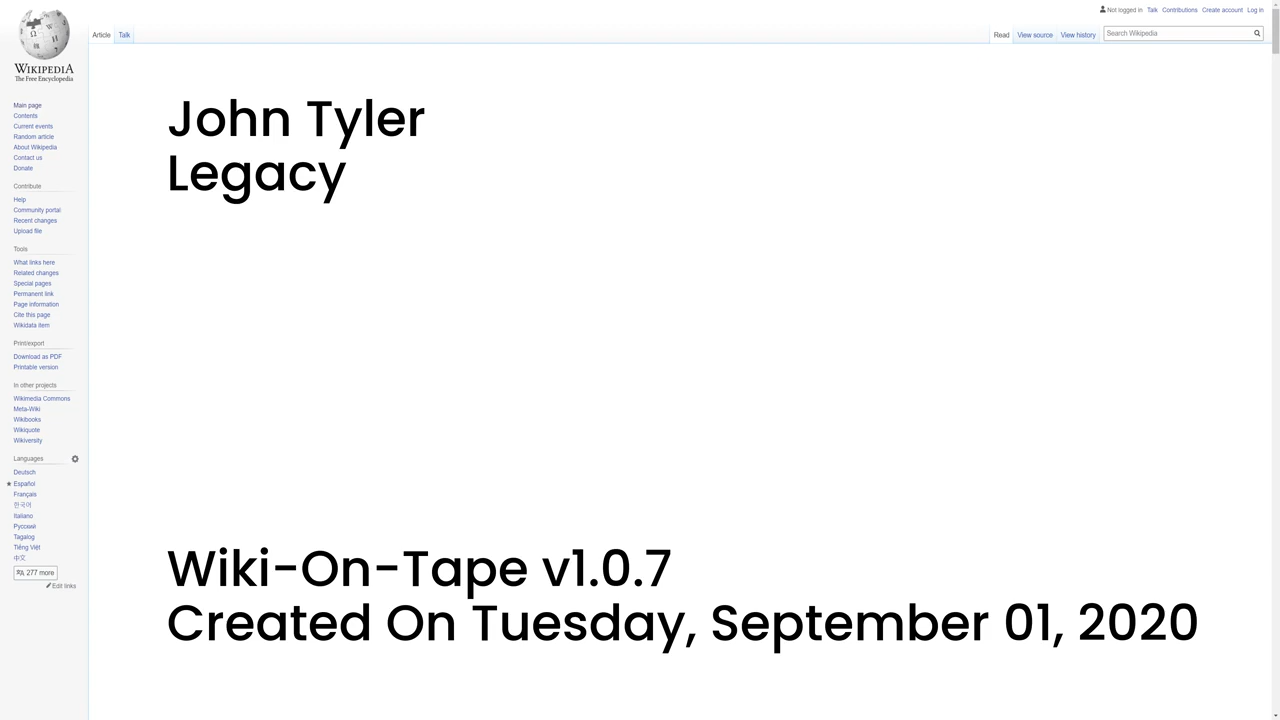 Not logged in Talk Contributions Create account Log in
Article Talk Read View source View history Search Wikipedia
WIKIPEDIA
The Free Encyclopedia
Main page
Contents
Current events
Random article
About Wikipedia
Contact us
Donate
Contribute
Help
Community portal
Recent changes
Upload file
Tools
What links here
Related changes
Special pages
Permanent link
Page information
Cite this page
Wikidata item
Print/export
Download as PDF
Printable version
In other projects
Wikimedia Commons
Meta-Wiki
Wikibooks
Wikiquote
Wikiversity
Languages
Deutsch
Español
Français
한국어
Italiano
Русский
Tagalog
Tiếng Việt
中文
277 more
Edit links
John Tyler
Legacy
Wiki-On-Tape v1.0.7
Created On Tuesday, September 01, 2020